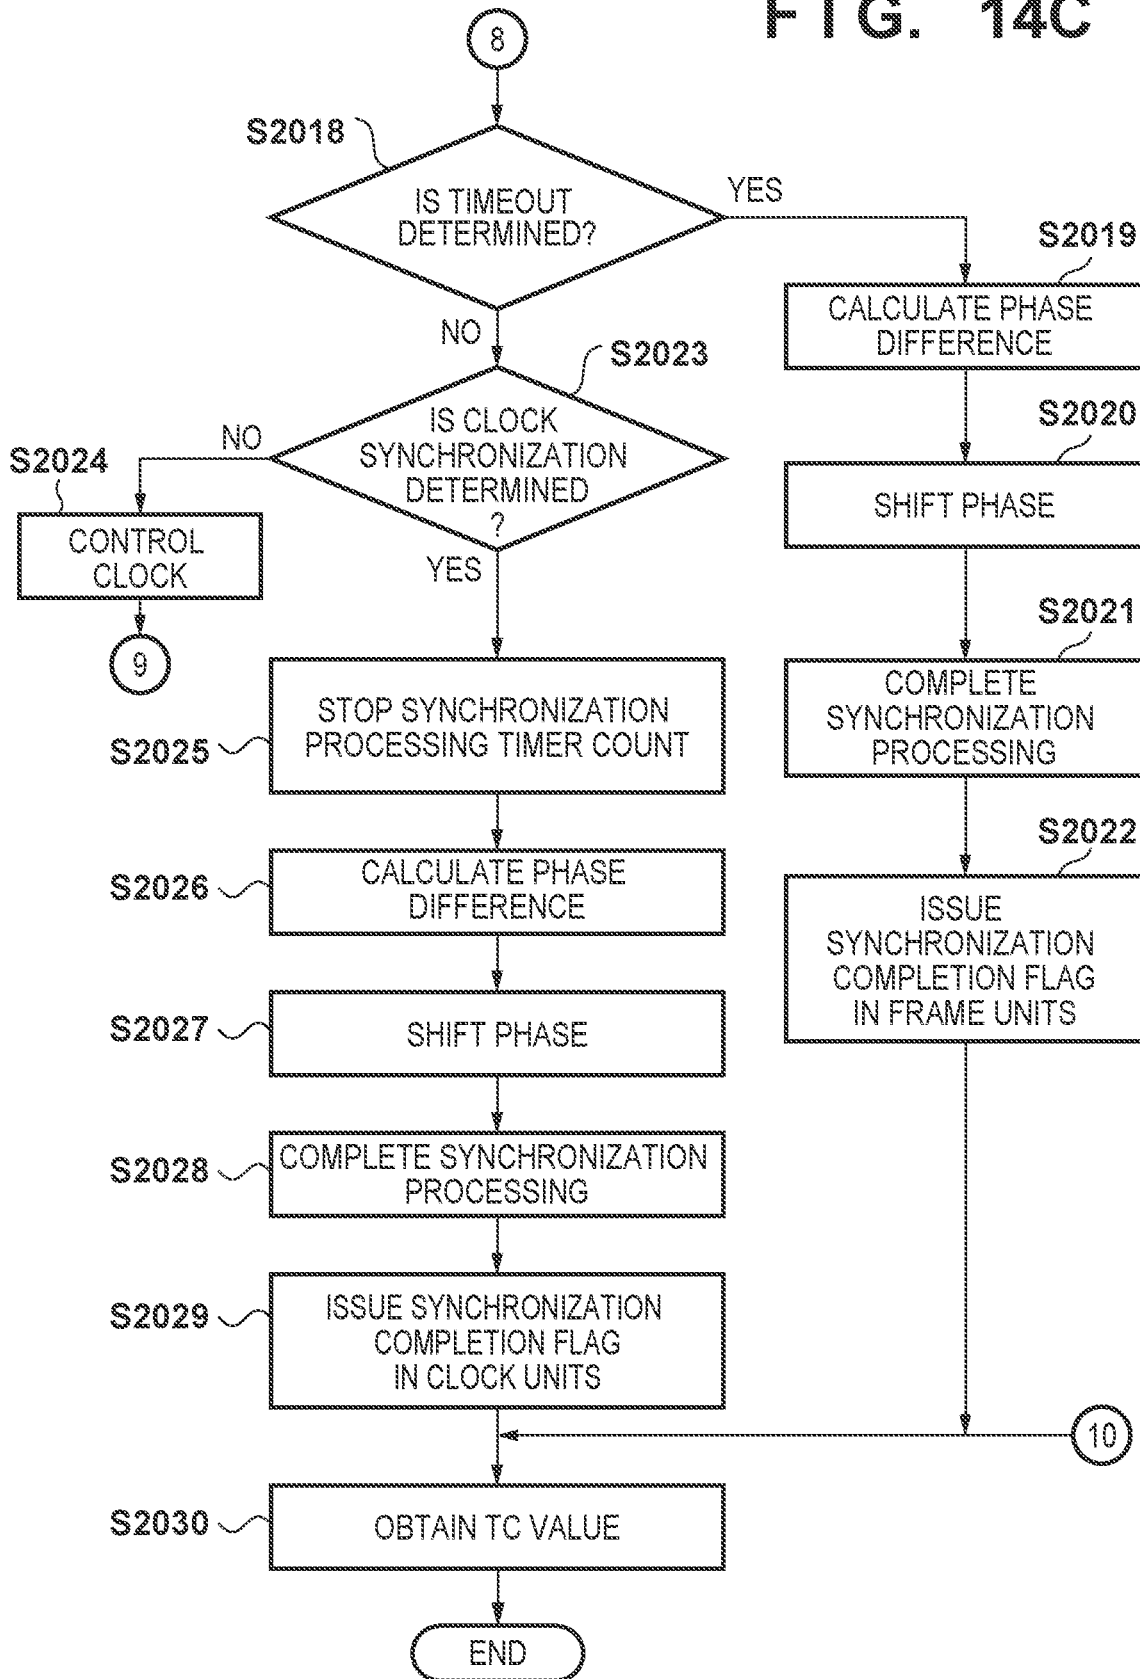 FIG. 14C
8
S2018
IS TIMEOUT
DETERMINED?
YES
NO
S2019
CALCULATE PHASE
DIFFERENCE
S2023
IS CLOCK
SYNCHRONIZATION
DETERMINED
?
NO
YES
S2024
CONTROL
CLOCK
9
S2020
SHIFT PHASE
S2021
COMPLETE
SYNCHRONIZATION
PROCESSING
S2022
ISSUE
SYNCHRONIZATION
COMPLETION FLAG
IN FRAME UNITS
S2025
STOP SYNCHRONIZATION
PROCESSING TIMER COUNT
S2026
CALCULATE PHASE
DIFFERENCE
S2027
SHIFT PHASE
S2028
COMPLETE SYNCHRONIZATION
PROCESSING
S2029
ISSUE SYNCHRONIZATION
COMPLETION FLAG
IN CLOCK UNITS
10
S2030
OBTAIN TC VALUE
END